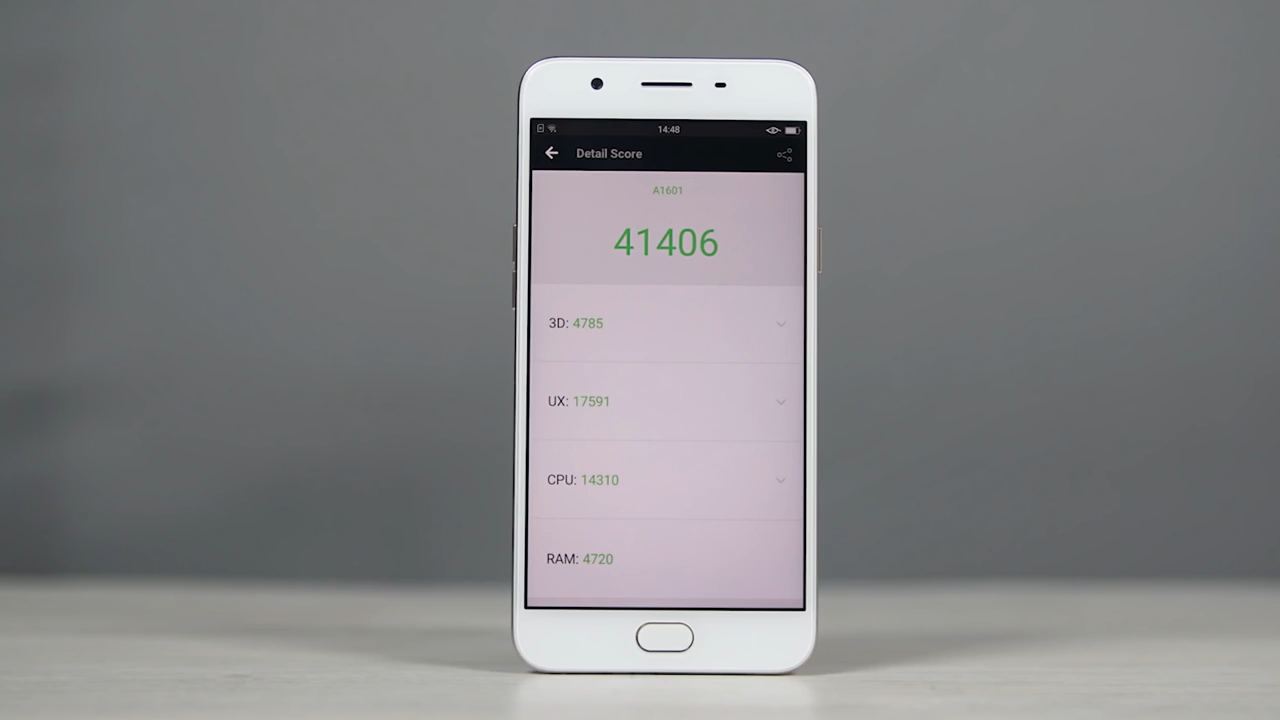 14:48
Detail Score
A1601
41406
3D: 4785
UX: 17591
CPU: 14310
RAM: 4720